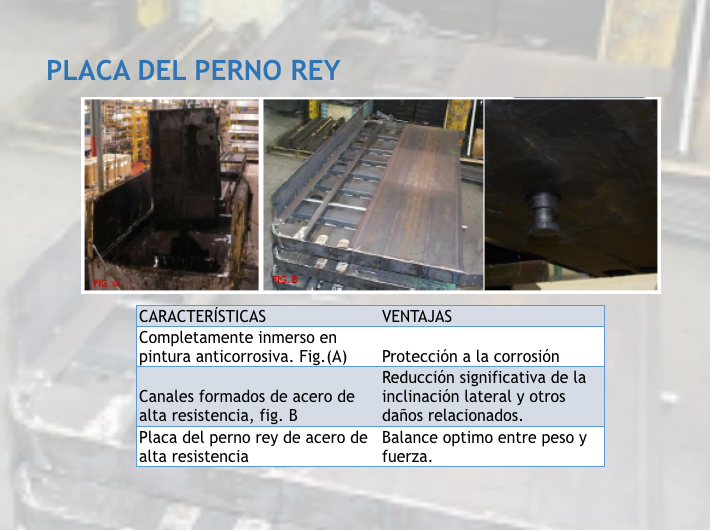 PLACA DEL PERNO REY
FIG. A
FIG. B
CARACTERÍSTICAS
VENTAJAS
Completamente inmerso en
pintura anticorrosiva. Fig.(A)
Protección a la corrosión
Canales formados de acero de
alta resistencia, fig. B
Reducción significativa de la
inclinación lateral y otros
daños relacionados.
Placa del perno rey de acero de
alta resistencia
Balance optimo entre peso y
fuerza.